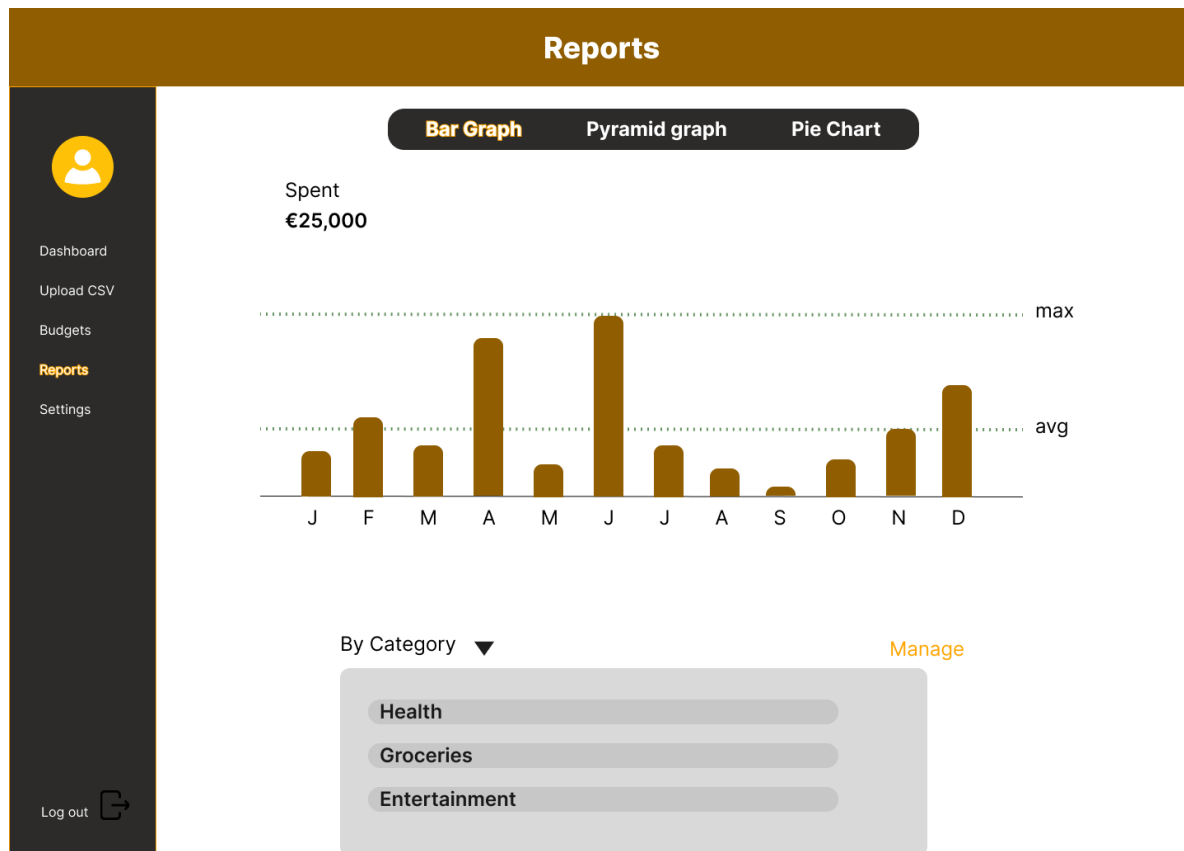 Reports
Bar Graph Pyramid graph Pie Chart
Dashboard
Upload CSV
Budgets
Reports
Settings
Log out
Spent
€25,000
max
avg
J F M A M J J A S O N D
By Category
Manage
Health
Groceries
Entertainment